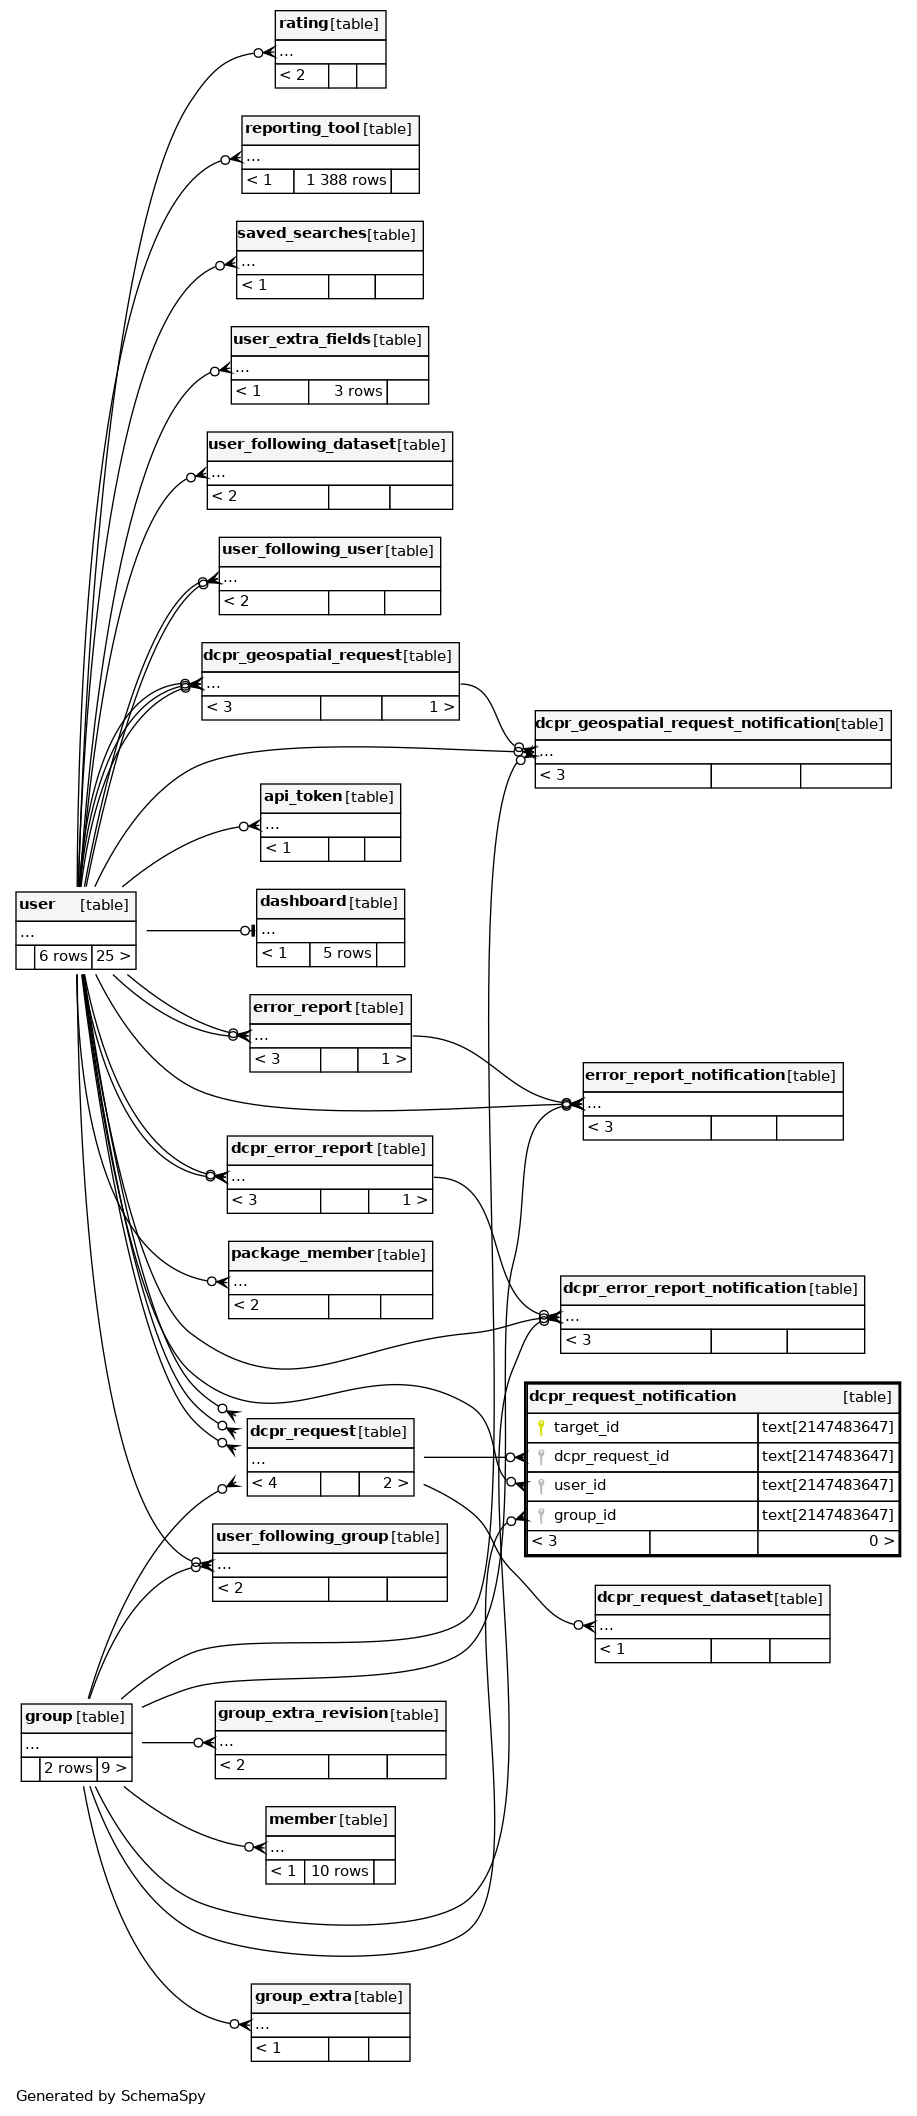 rating [table]
...
< 2
reporting_tool [table]
...
< 1 1 388 rows
saved_searches [table]
...
< 1
user_extra_fields [table]
...
< 1 3 rows
user_following_dataset [table]
...
< 2
user_following_user [table]
...
< 2
dcpr_geospatial_request [table]
...
< 3 1 >
dcpr_geospatial_request_notification [table]
...
< 3
api_token [table]
...
< 1
user [table]
...
6 rows 25 >
dashboard [table]
...
< 1 5 rows
error_report [table]
...
< 3 1 >
error_report_notification [table]
...
< 3
dcpr_error_report [table]
...
< 3 1 >
package_member [table]
...
< 2
dcpr_error_report_notification [table]
...
< 3
dcpr_request_notification [table]
target_id text[2147483647]
dcpr_request_id text[2147483647]
user_id text[2147483647]
group_id text[2147483647]
< 3 0 >
dcpr_request [table]
...
< 4 2 >
user_following_group [table]
...
< 2
dcpr_request_dataset [table]
...
< 1
group [table]
...
2 rows 9 >
group_extra_revision [table]
...
< 2
member [table]
...
< 1 10 rows
group_extra [table]
...
< 1
Generated by SchemaSpy